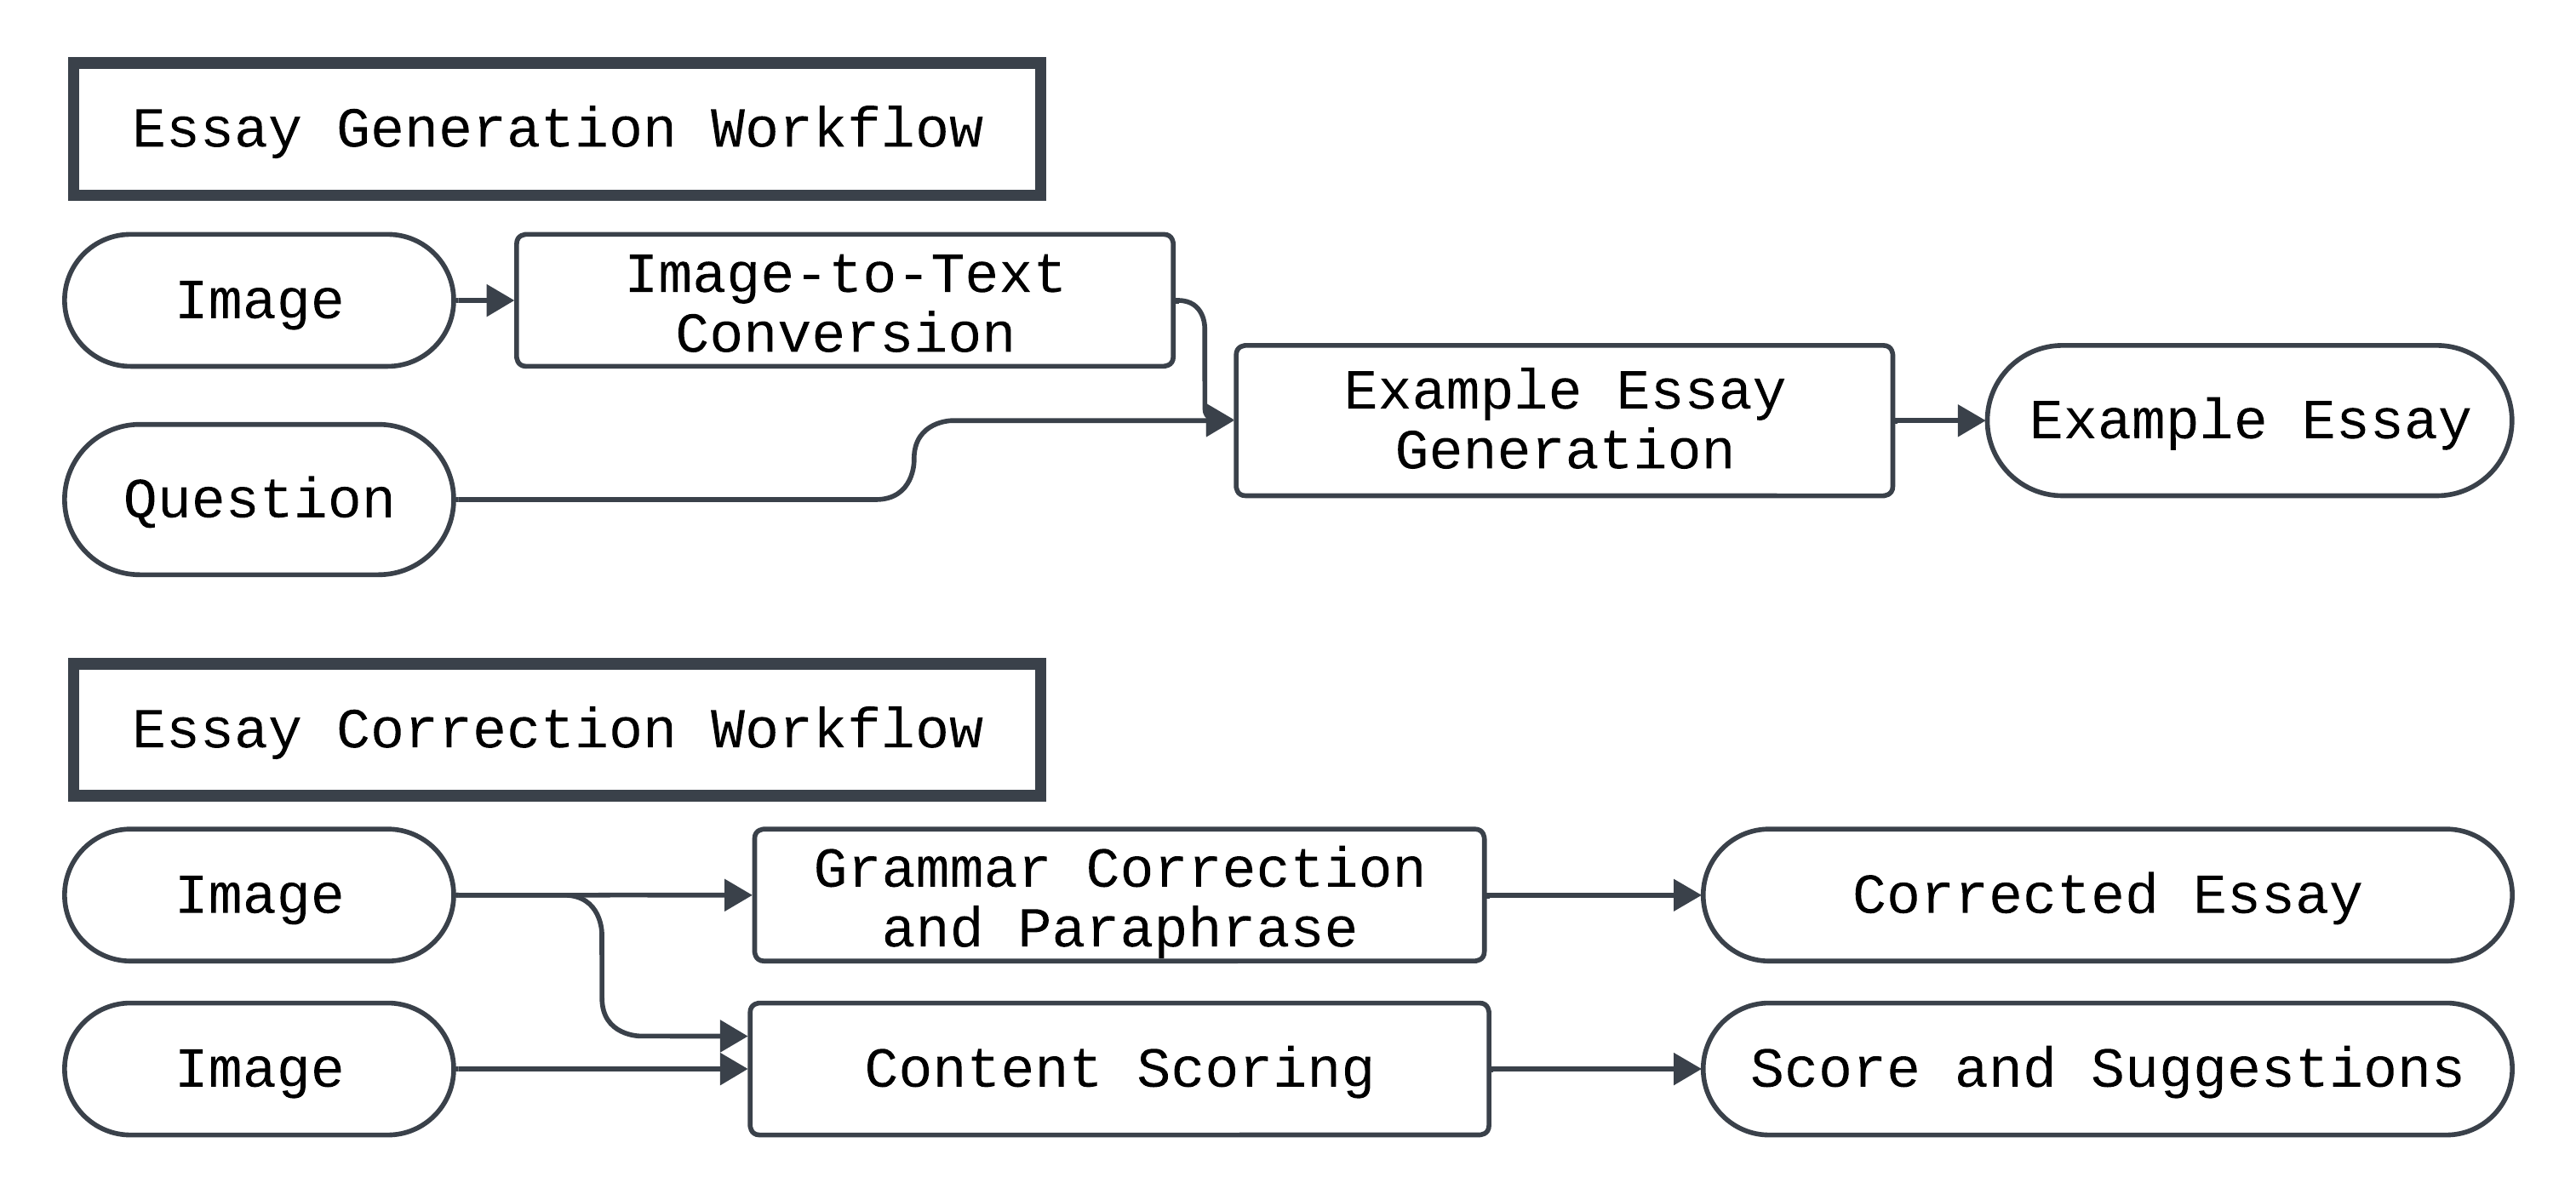 Essay Generation Workflow
Image
Image-to-Text
Conversion
Question
Example Essay
Generation
Example Essay
Essay Correction Workflow
Image
Grammar Correction
and Paraphrase
Corrected Essay
Image
Content Scoring
Score and Suggestions